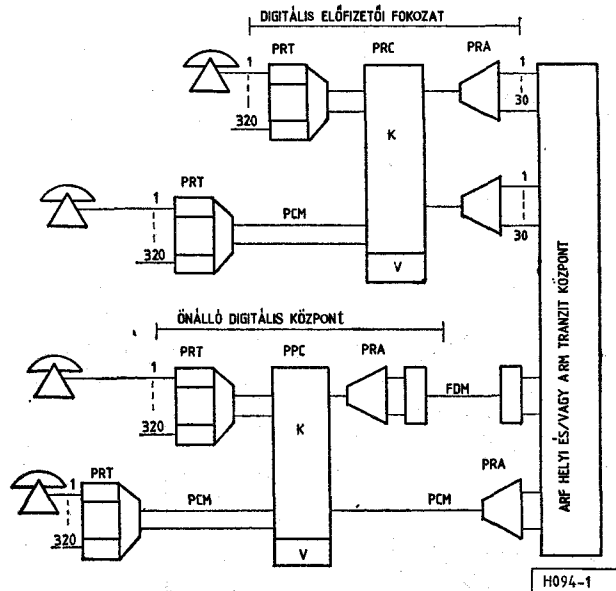 DIGITÁLIS ELŐFIZETŐI FOKOZAT
PRT
PRC
PRA
1
320
K
1
30
PRT
1
320
PCM
1
30
V
ÖNÁLLÓ DIGITÁLIS KÖZPONT
PRT
PPC
PRA
1
320
K
FDM
PRT
1
320
PCM
PCM
PRA
V
ARF HELYI ÉS/VAGY ARM TRANZIT KÖZPONT
H094-1